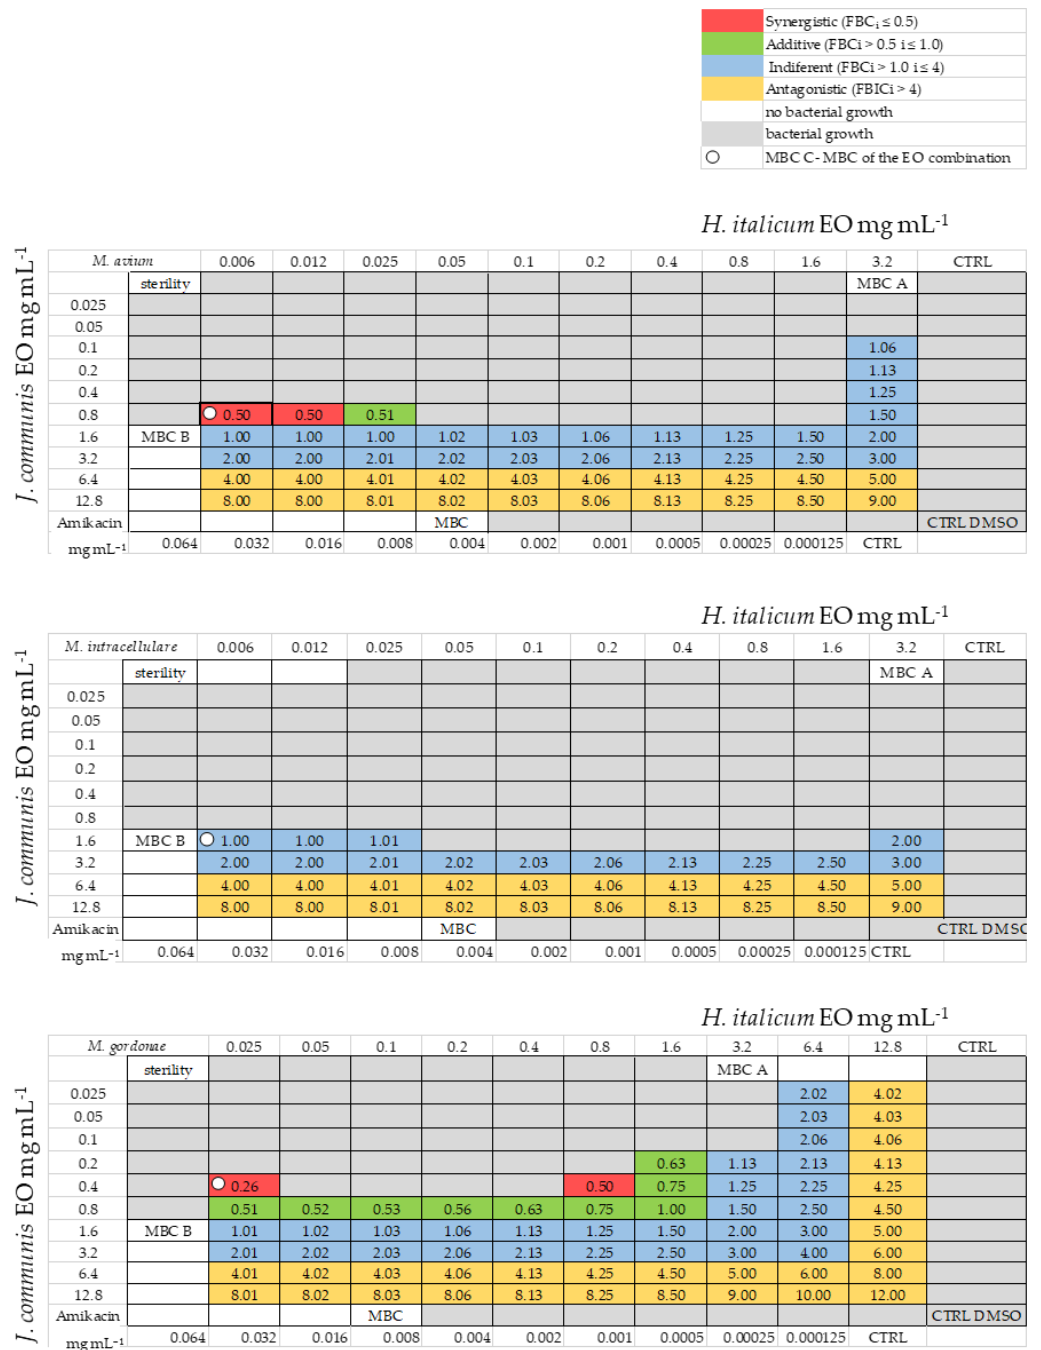 Synergistic (FBCi ≤ 0.5)
Additive (FBCi > 0.5 i ≤ 1.0)
Indiferent (FBCi > 1.0 i ≤ 4)
Antagonistic (FBICi > 4)
no bacterial growth
bacterial growth
MBC C- MBC of the EO combination
H. italicum EO mg mL-1
J. communis EO mg mL-1
M. avium 0.006 0.012 0.025 0.05 0.1 0.2 0.4 0.8 1.6 3.2 CTRL
sterility MBC A
0.025
0.05
0.1 1.06
0.2 1.13
0.4 1.25
0.8 0.50 0.50 0.51 1.50
1.6 MBC B 1.00 1.00 1.00 1.02 1.03 1.06 1.13 1.25 1.50 2.00
3.2 2.00 2.00 2.01 2.02 2.03 2.06 2.13 2.25 2.50 3.00
6.4 4.00 4.00 4.01 4.02 4.03 4.06 4.13 4.25 4.50 5.00
12.8 8.00 8.00 8.01 8.02 8.03 8.06 8.13 8.25 8.50 9.00
Amikacin MBC CTRL DMSO
mg mL-1 0.064 0.032 0.016 0.008 0.004 0.002 0.001 0.0005 0.00025 0.000125 CTRL
H. italicum EO mg mL-1
J. communis EO mg mL-1
M. intracellulare 0.006 0.012 0.025 0.05 0.1 0.2 0.4 0.8 1.6 3.2 CTRL
sterility MBC A
0.025
0.05
0.1
0.2
0.4
0.8
1.6 MBC B 1.00 1.00 1.01 2.00
3.2 2.00 2.00 2.01 2.02 2.03 2.06 2.13 2.25 2.50 3.00
6.4 4.00 4.00 4.01 4.02 4.03 4.06 4.13 4.25 4.50 5.00
12.8 8.00 8.00 8.01 8.02 8.03 8.06 8.13 8.25 8.50 9.00
Amikacin MBC CTRL DMSC
mg mL-1 0.064 0.032 0.016 0.008 0.004 0.002 0.001 0.0005 0.00025 0.000125 CTRL
H. italicum EO mg mL-1
J. communis EO mg mL-1
M. gordonae 0.025 0.05 0.1 0.2 0.4 0.8 1.6 3.2 6.4 12.8 CTRL
sterility MBC A
0.025 2.02 4.02
0.05 2.03 4.03
0.1 2.06 4.06
0.2 0.63 1.13 2.13 4.13
0.4 0.26 0.50 0.75 1.25 2.25 4.25
0.8 0.51 0.52 0.53 0.56 0.63 0.75 1.00 1.50 2.50 4.50
1.6 MBC B 1.01 1.02 1.03 1.06 1.13 1.25 1.50 2.00 3.00 5.00
3.2 2.01 2.02 2.03 2.06 2.13 2.25 2.50 3.00 4.00 6.00
6.4 4.01 4.02 4.03 4.06 4.13 4.25 4.50 5.00 6.00 8.00
12.8 8.01 8.02 8.03 8.06 8.13 8.25 8.50 9.00 10.00 12.00
Amikacin MBC CTRL DMSO
mg mL-1 0.064 0.032 0.016 0.008 0.004 0.002 0.001 0.0005 0.00025 0.000125 CTRL